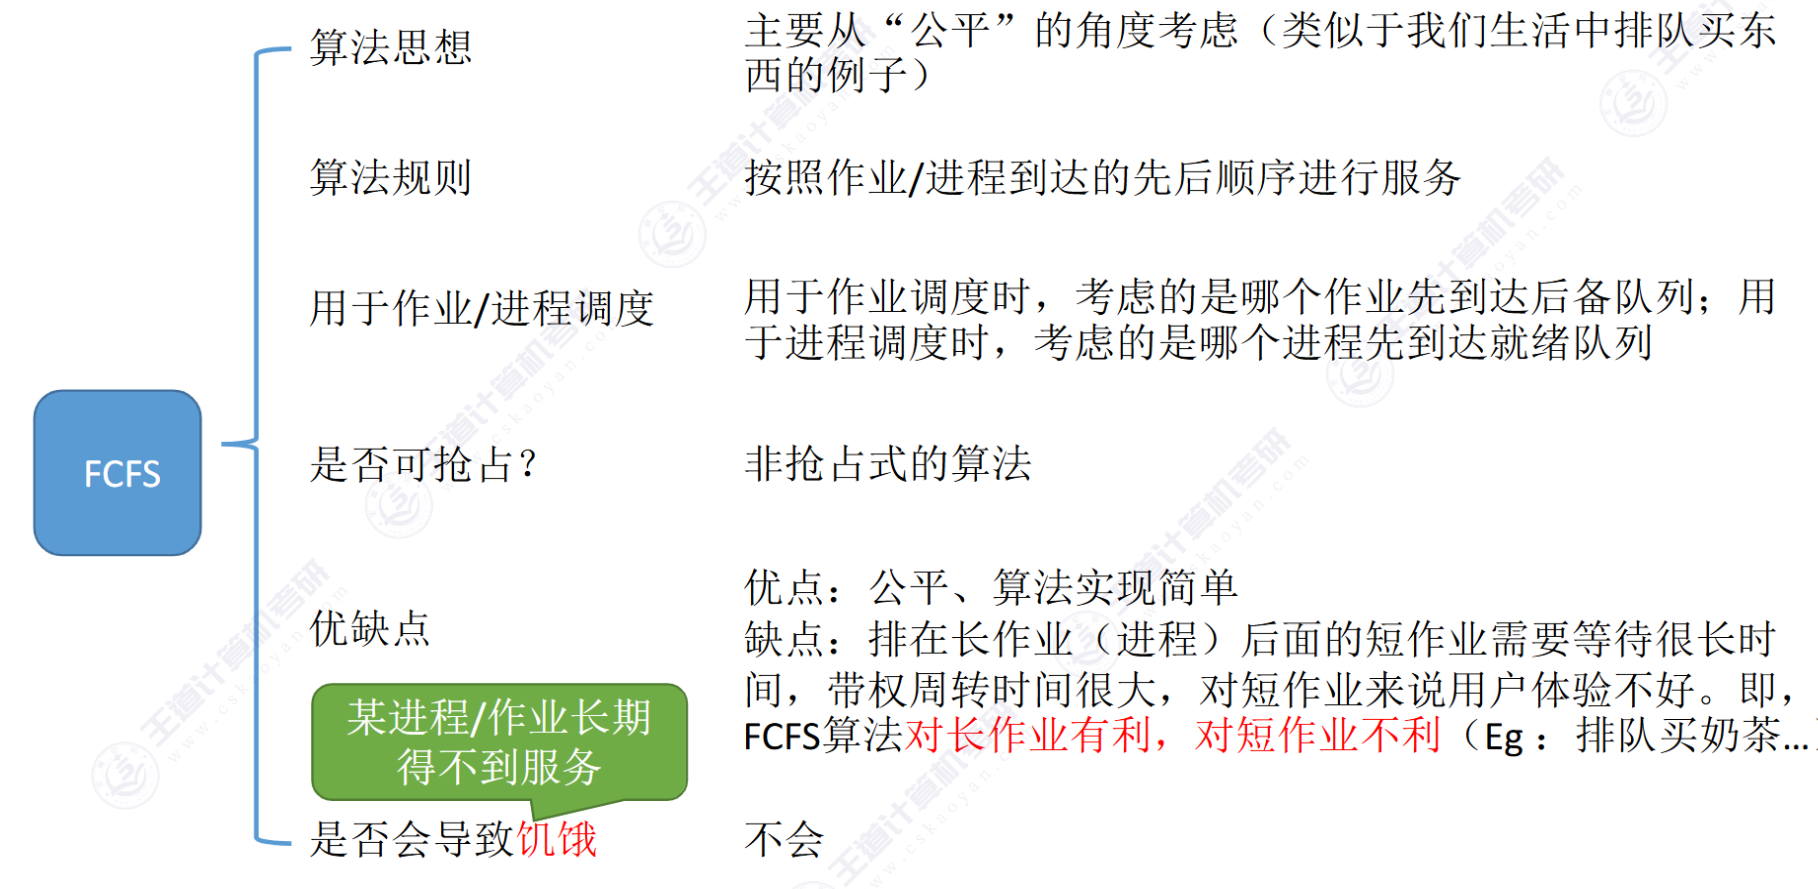 算法思想
主要从“公平”的角度考虑（类似于我们生活中排队买东
西的例子）
算法规则
按照作业/进程到达的先后顺序进行服务
用于作业/进程调度
用于作业调度时，考虑的是哪个作业先到达后备队列；用
于进程调度时，考虑的是哪个进程先到达就绪队列
FCFS
是否可抢占？
非抢占式的算法
优缺点
优点：公平、算法实现简单
缺点：排在长作业（进程）后面的短作业需要等待很长时
间，带权周转时间很大，对短作业来说用户体验不好。即，
FCFS算法对长作业有利，对短作业不利（Eg：排队买奶茶…
某进程/作业长期
得不到服务
是否会导致饥饿
不会
王道计算机考研
www.cskaoyan.com